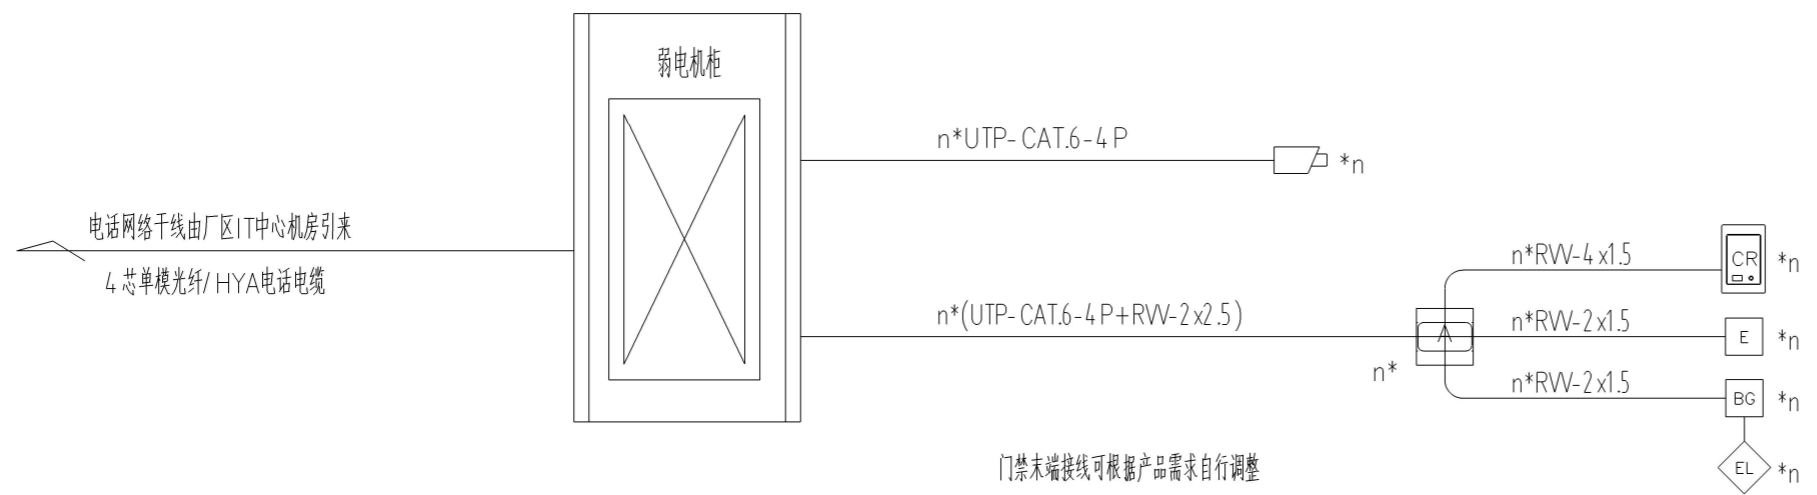 弱电机柜
n*UTP-CAT.6-4P
*n
电话网络干线由厂区IT中心机房引来
4芯单模光纤/HYA电话电缆
n*RVV-4x1.5
CR
*n
n*(UTP-CAT.6-4P+RVV-2x2.5)
A
n*
n*RVV-2x1.5
E
*n
n*RVV-2x1.5
BG
*n
门禁末端接线可根据产品需求自行调整
EL
*n